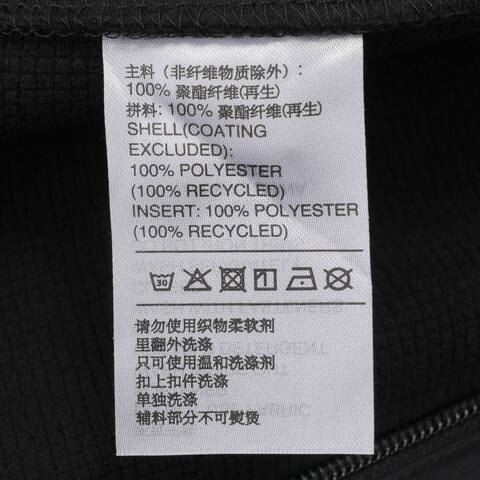 主料（非纤维物质除外）：
100% 聚酯纤维(再生)
拼料: 100% 聚酯纤维(再生)
SHELL(COATING
EXCLUDED):
100% POLYESTER
(100% RECYCLED)
INSERT: 100% POLYESTER
(100% RECYCLED)
30
请勿使用织物柔软剂
里翻外洗涤
只可使用温和洗涤剂
扣上扣件洗涤
单独洗涤
辅料部分不可熨烫